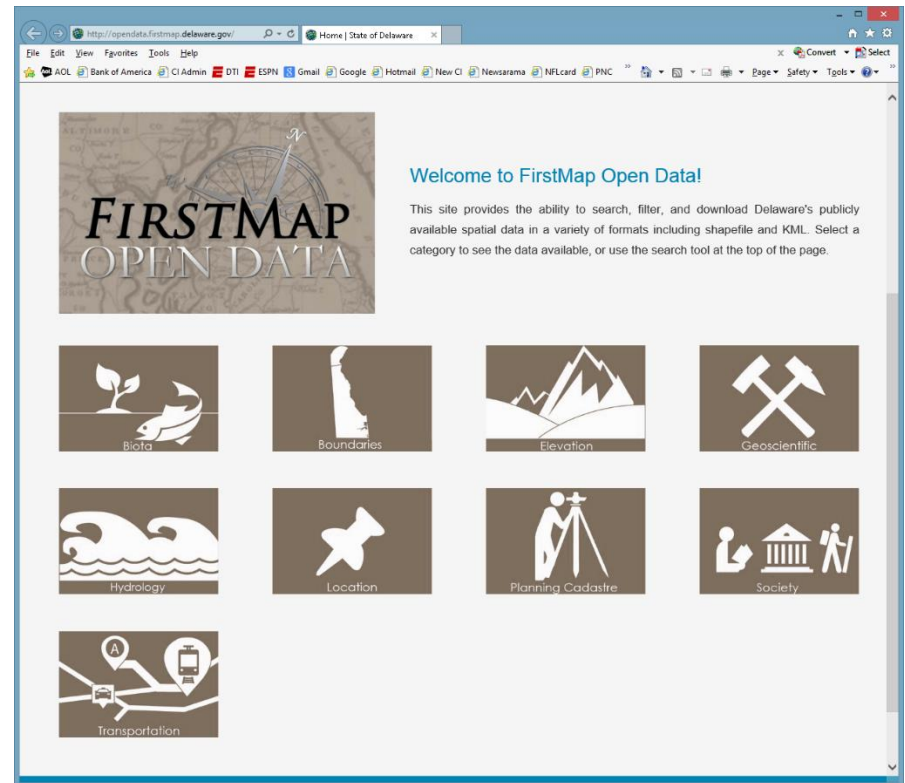 http://opendata.firstmap.delaware.gov/
Home | State of Delaware
File Edit View Favorites Tools Help
Convert Select
AOL Bank of America CI Admin DTI ESPN Gmail Google Hotmail New CI Newsarama NFLcard PNC
Page Safety Tools
N
FIRSTMAP
OPEN DATA
Welcome to FirstMap Open Data!
This site provides the ability to search, filter, and download Delaware's publicly
available spatial data in a variety of formats including shapefile and KML. Select a
category to see the data available, or use the search tool at the top of the page.
Biota
Boundaries
Elevation
Geoscientific
Hydrology
Location
Planning Cadastre
Society
A
Transportation